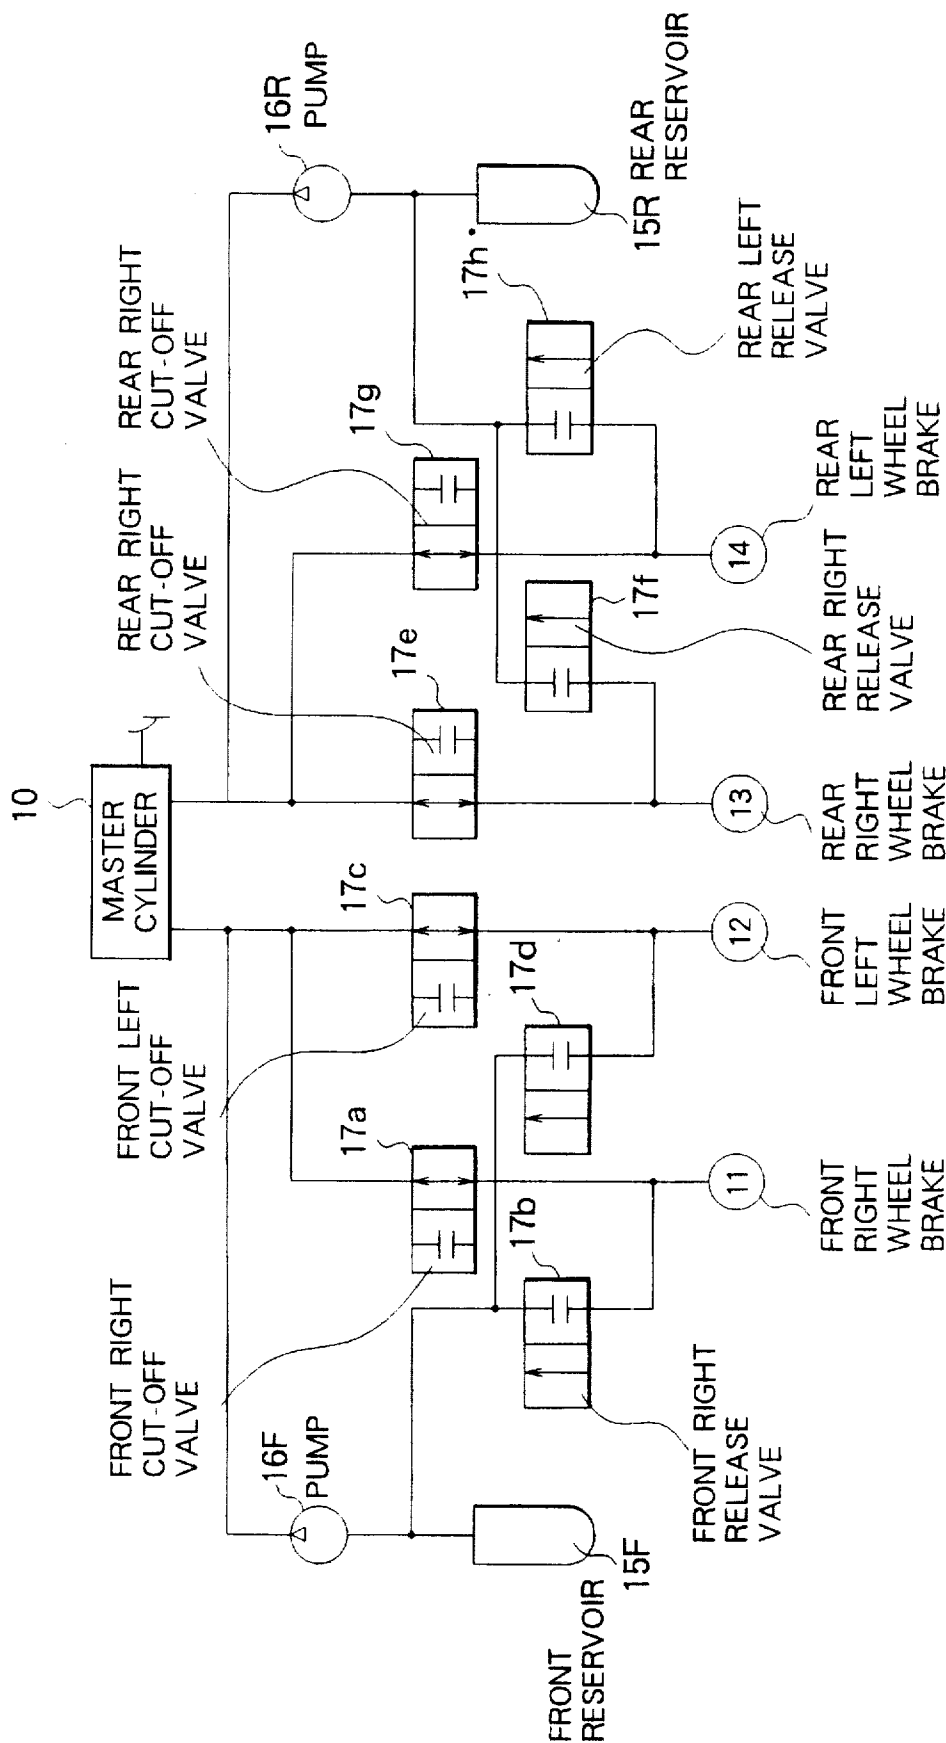 10
MASTER
CYLINDER
FRONT RIGHT
CUT-OFF
VALVE
FRONT LEFT
CUT-OFF
VALVE
REAR RIGHT
CUT-OFF
VALVE
REAR RIGHT
CUT-OFF
VALVE
16F
PUMP
16R
PUMP
17a
17c
17e
17g
17b
17d
17f
17h
FRONT
RESERVOIR
15F
15R REAR
RESERVOIR
FRONT RIGHT
RELEASE
VALVE
REAR RIGHT
RELEASE
VALVE
REAR LEFT
RELEASE
VALVE
11
12
13
14
FRONT
RIGHT
WHEEL
BRAKE
FRONT
LEFT
WHEEL
BRAKE
REAR
RIGHT
WHEEL
BRAKE
REAR
LEFT
WHEEL
BRAKE